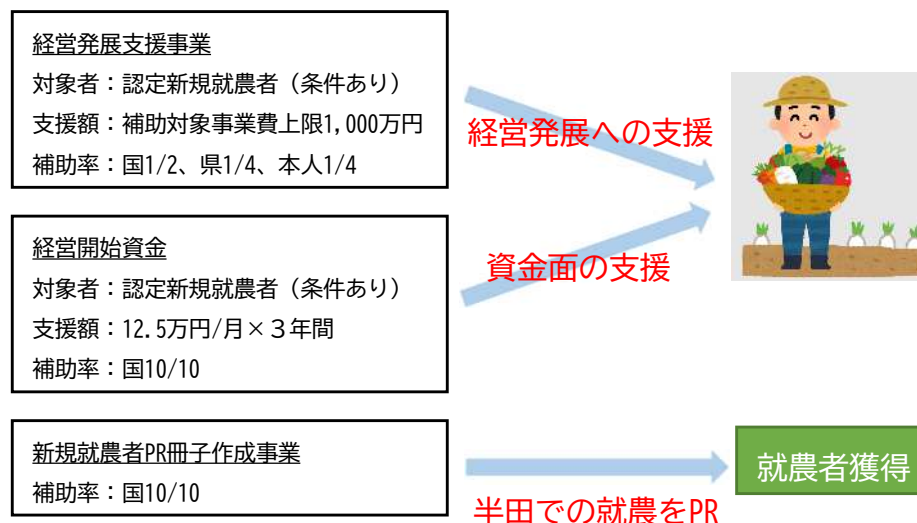 経営発展支援事業
対象者：認定新規就農者（条件あり）
支援額：補助対象事業費上限1,000万円
補助率：国1/2、県1/4、本人1/4
経営発展への支援
経営開始資金
対象者：認定新規就農者（条件あり）
支援額：12.5万円/月×３年間
補助率：国10/10
資金面の支援
新規就農者PR冊子作成事業
補助率：国10/10
半田での就農をPR
就農者獲得